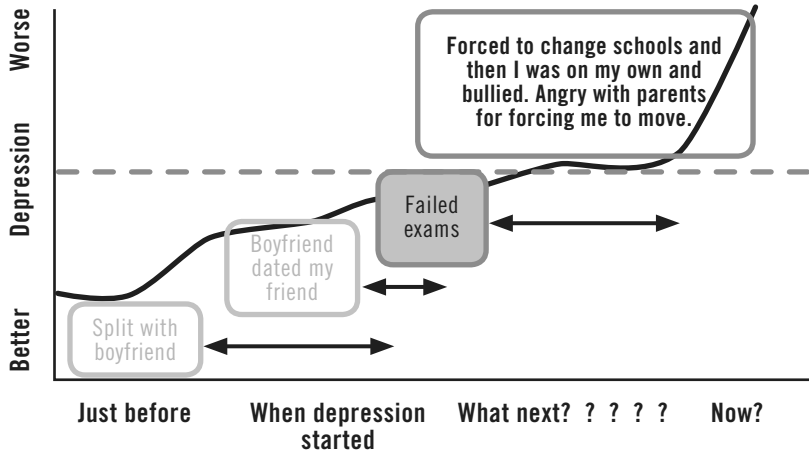 Worse
Depression
Better
Forced to change schools and
then I was on my own and
bullied. Angry with parents
for forcing me to move.
Failed
exams
Boyfriend
dated my
friend
Split with
boyfriend
Just before
When depression
started
What next? ? ? ? ?
Now?